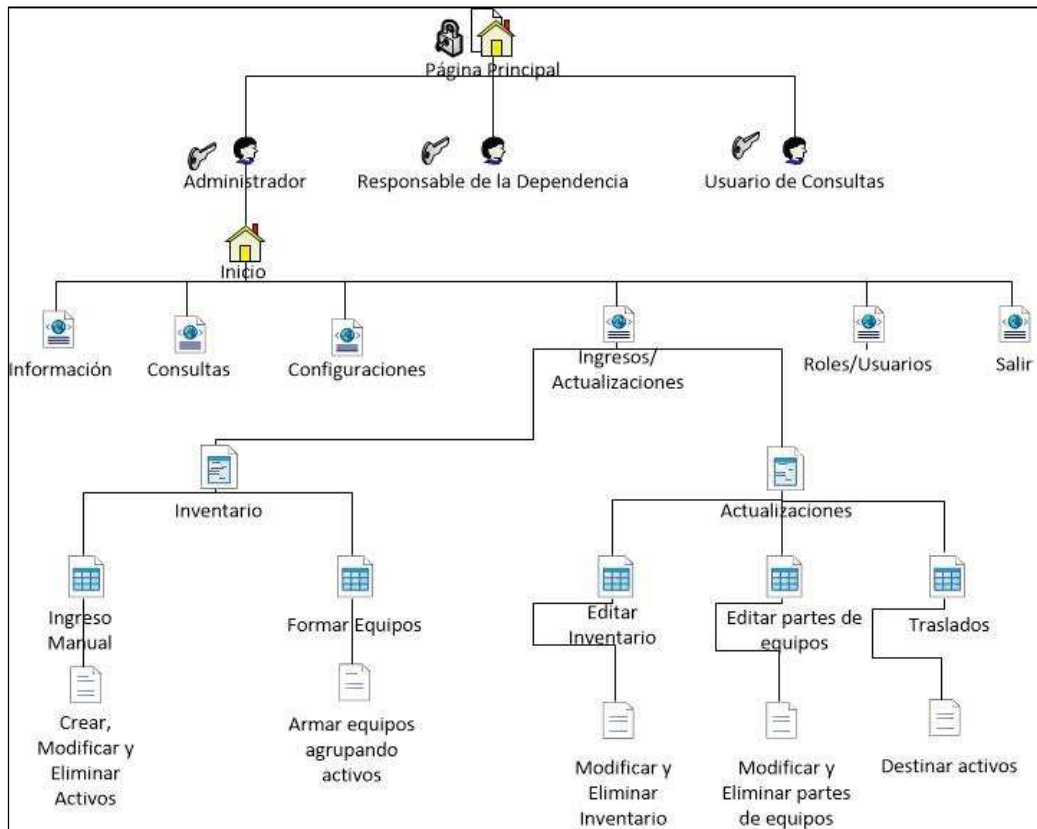 Página Principal
Administrador
Responsable de la Dependencia
Usuario de Consultas
Inicio
Información
Consultas
Configuraciones
Ingresos/
Actualizaciones
Roles/Usuarios
Salir
Inventario
Actualizaciones
Ingreso
Manual
Formar Equipos
Editar
Inventario
Editar partes de
equipos
Traslados
Crear,
Modificar y
Eliminar
Activos
Armar equipos
agrupando
activos
Modificar y
Eliminar
Inventario
Modificar y
Eliminar partes
de equipos
Destinar activos